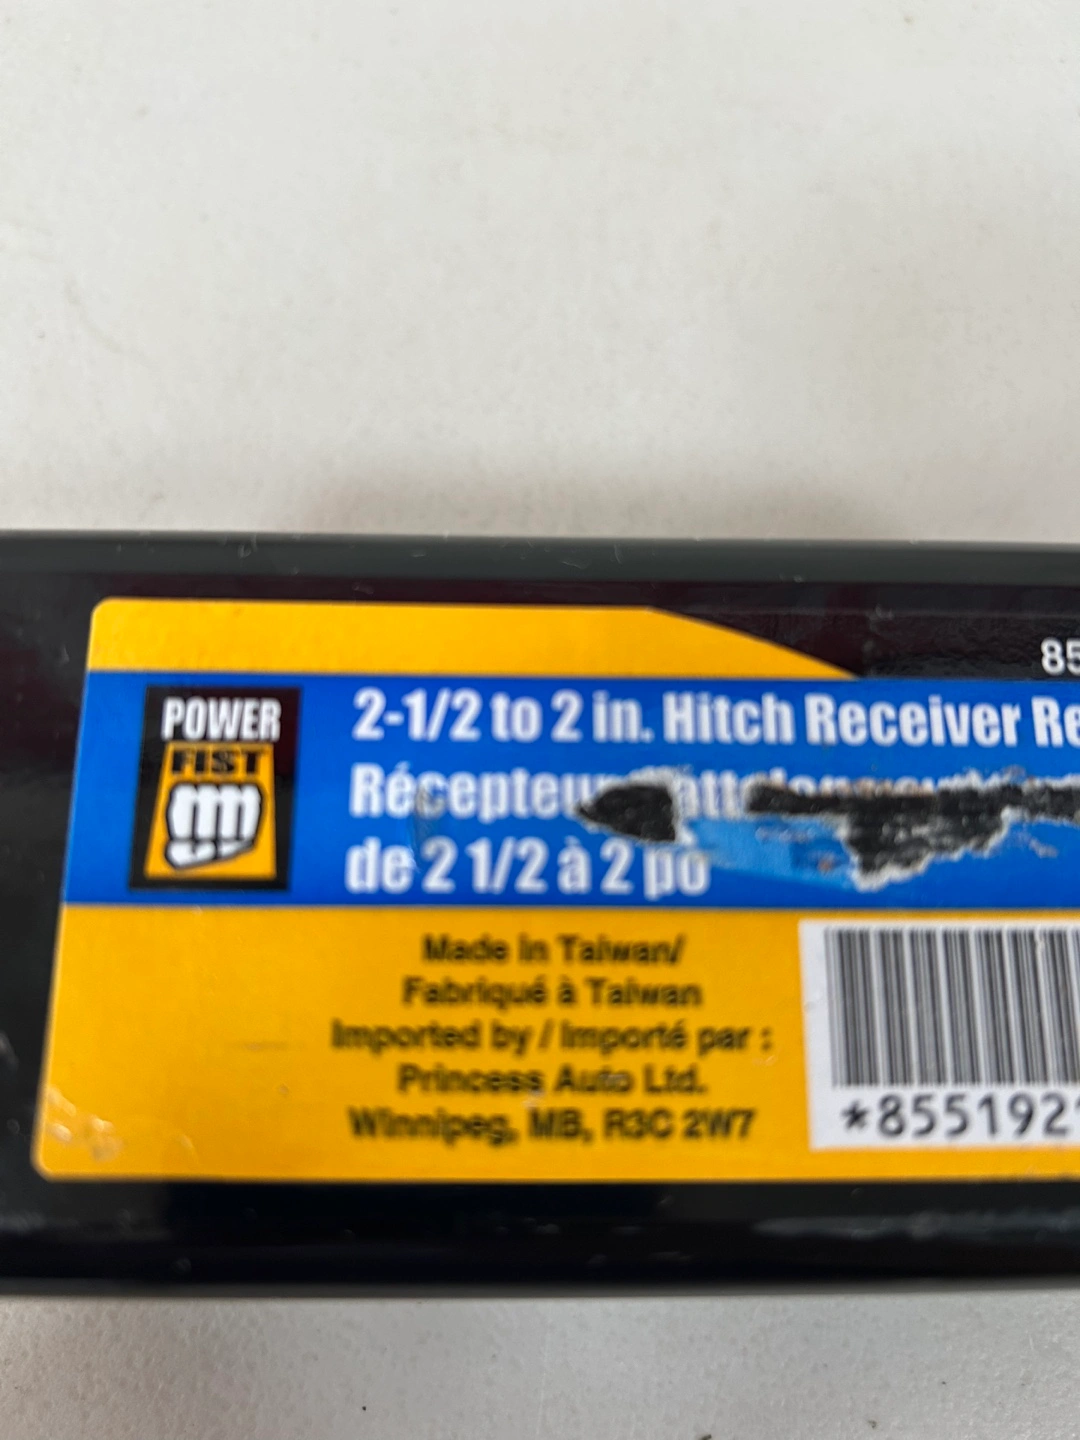 85
POWER
FIST
2-1/2 to 2 in. Hitch Receiver Re
Récepteur
de 2 1/2 à 2 po
Made in Taiwan/
Fabriqué à Taiwan
Imported by / Importé par :
Princess Auto Ltd.
Winnipeg, MB, R3C 2W7
*855192